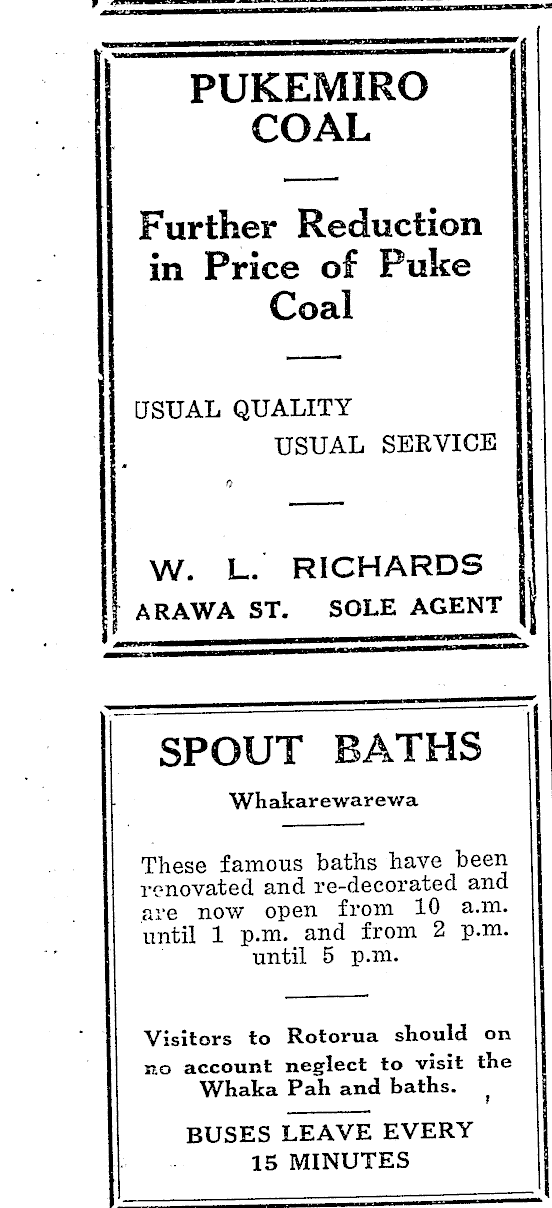 PUKEMIRO
COAL
Further Reduction
in Price of Puke
Coal
USUAL QUALITY
USUAL SERVICE
W. L. RICHARDS
ARAWA ST. SOLE AGENT
SPOUT BATHS
Whakarewarewa
These famous baths have been
renovated and re-decorated and
are now open from 10 a.m.
until 1 p.m. and from 2 p.m.
until 5 p.m.
Visitors to Rotorua should on
no account neglect to visit the
Whaka Pah and baths.
BUSES LEAVE EVERY
15 MINUTES